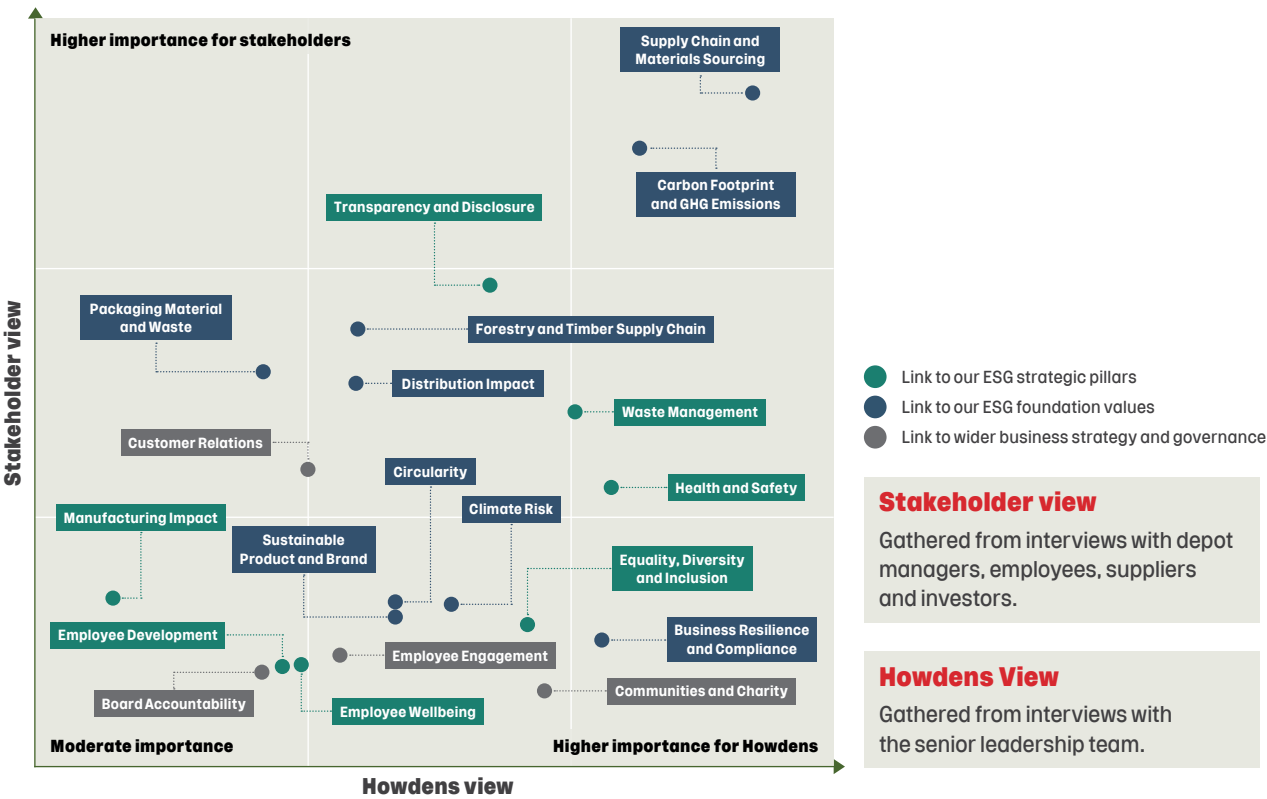 Higher importance for stakeholders
Supply Chain and
Materials Sourcing
Carbon Footprint
and GHG Emissions
Transparency and Disclosure
Packaging Material
and Waste
Forestry and Timber Supply Chain
Distribution Impact
Waste Management
Customer Relations
Circularity
Health and Safety
Climate Risk
Manufacturing Impact
Sustainable
Product and Brand
Equality, Diversity
and Inclusion
Employee Development
Business Resilience
and Compliance
Employee Engagement
Communities and Charity
Board Accountability
Employee Wellbeing
Moderate importance
Higher importance for Howdens
Stakeholder view
Howdens view
Link to our ESG strategic pillars
Link to our ESG foundation values
Link to wider business strategy and governance
Stakeholder view
Gathered from interviews with depot
managers, employees, suppliers
and investors.
Howdens View
Gathered from interviews with
the senior leadership team.